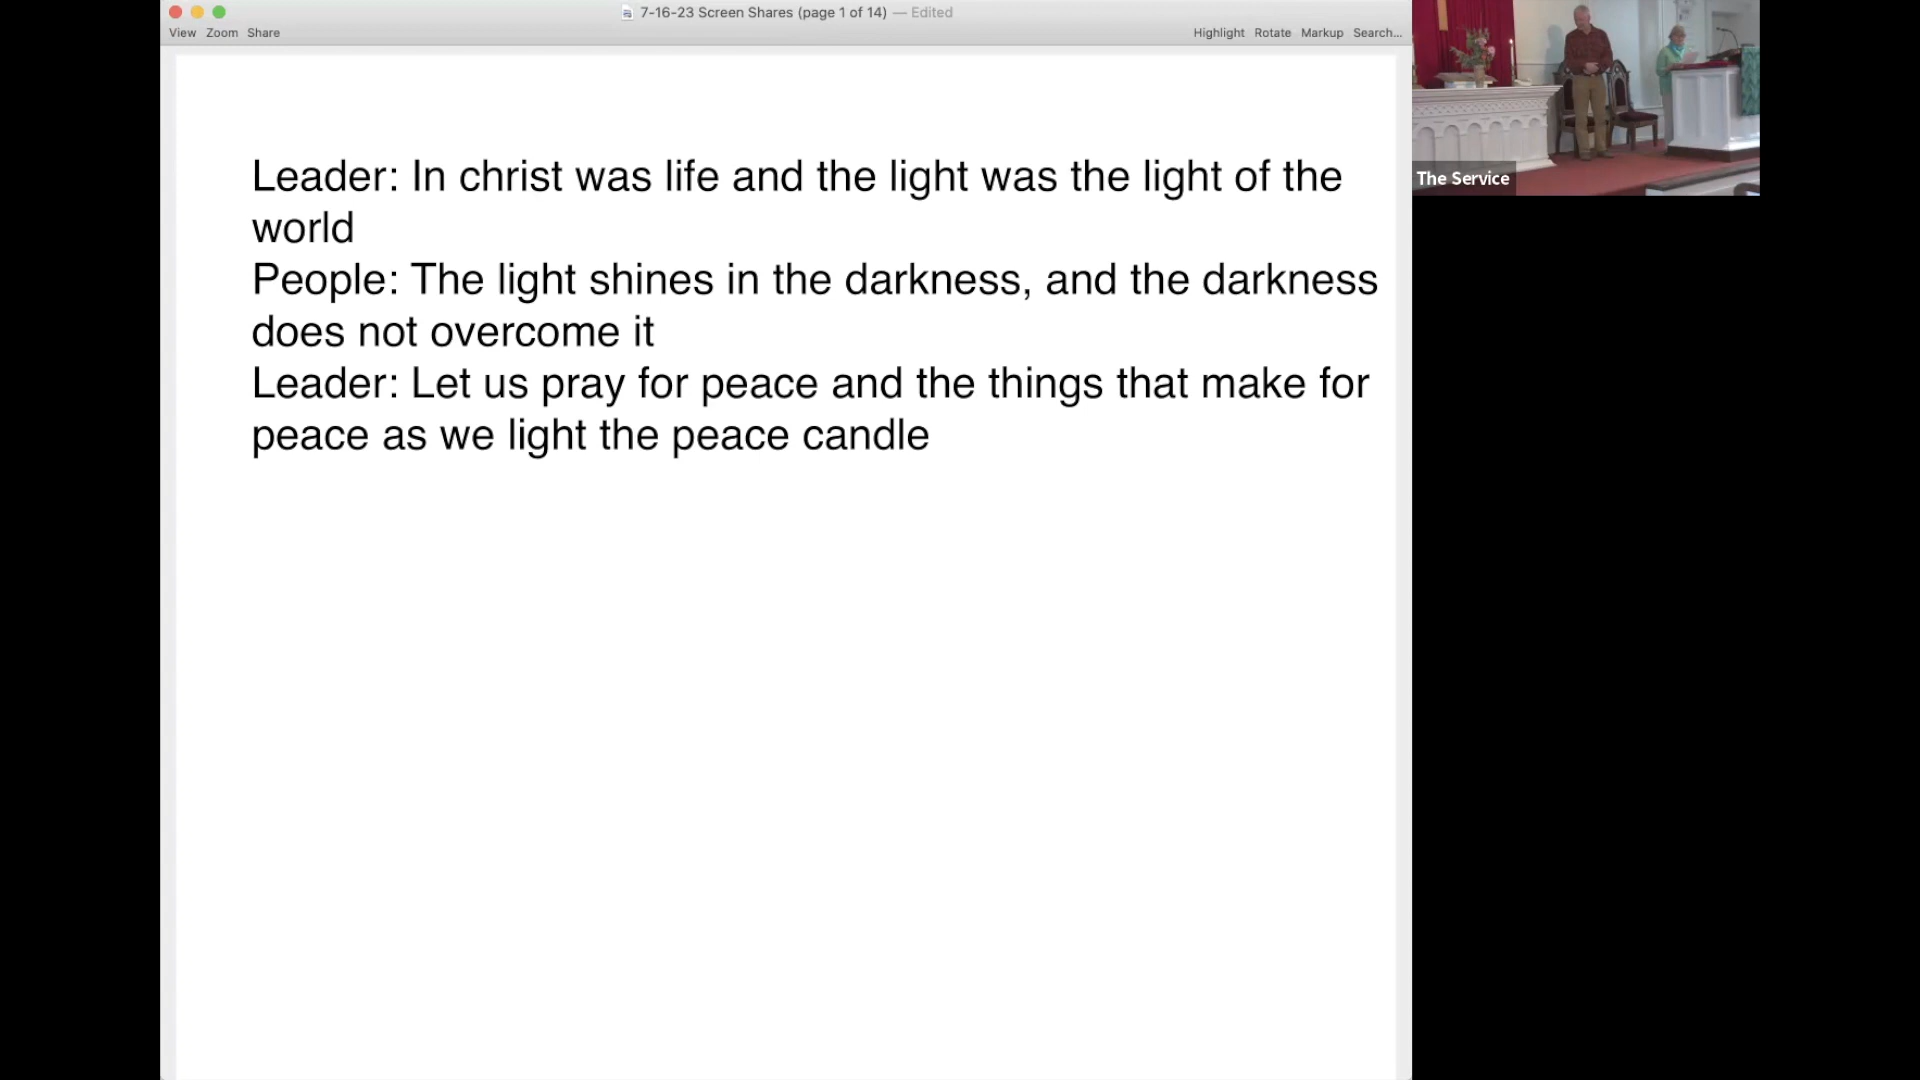 7-16-23 Screen Shares (page 1 of 14) — Edited
View Zoom Share
Highlight Rotate Markup Search...
Leader: In christ was life and the light was the light of the
world
People: The light shines in the darkness, and the darkness
does not overcome it
Leader: Let us pray for peace and the things that make for
peace as we light the peace candle
The Service